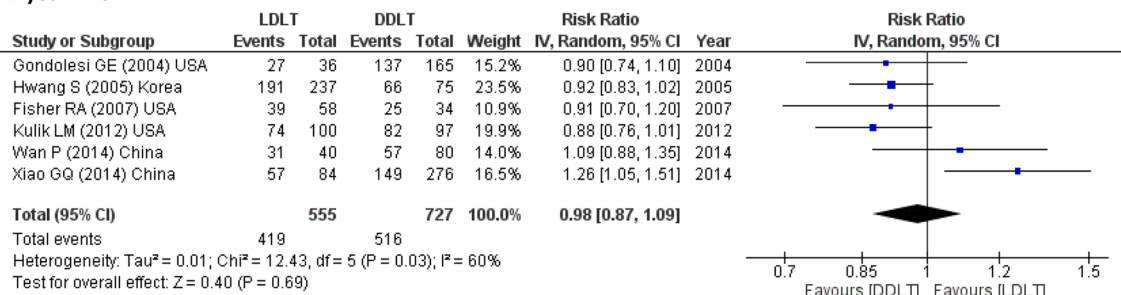 LDLT DDLT Risk Ratio Risk Ratio
Study or Subgroup Events Total Events Total Weight IV, Random, 95% CI Year IV, Random, 95% CI
Gondolesi GE (2004) USA 27 36 137 165 15.2% 0.90 [0.74, 1.10] 2004
Hwang S (2005) Korea 191 237 66 75 23.5% 0.92 [0.83, 1.02] 2005
Fisher RA (2007) USA 39 58 25 34 10.9% 0.91 [0.70, 1.20] 2007
Kulik LM (2012) USA 74 100 82 97 19.9% 0.88 [0.76, 1.01] 2012
Wan P (2014) China 31 40 57 80 14.0% 1.09 [0.88, 1.35] 2014
Xiao GQ (2014) China 57 84 149 276 16.5% 1.26 [1.05, 1.51] 2014
Total (95% CI) 555 727 100.0% 0.98 [0.87, 1.09]
Total events 419 516
Heterogeneity: Tau² = 0.01; Chi² = 12.43, df = 5 (P = 0.03); I² = 60%
Test for overall effect: Z = 0.40 (P = 0.69)
0.7 0.85 1 1.2 1.5
Favours [DDLT] Favours [LDLT]